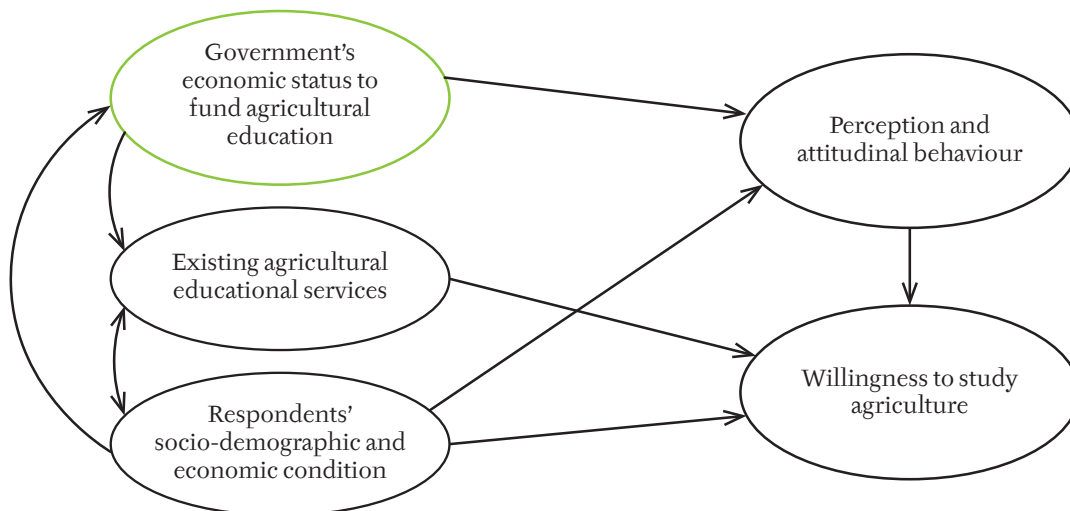 Government’s
economic status to
fund agricultural
education
Perception and
attitudinal behaviour
Existing agricultural
educational services
Willingness to study
agriculture
Respondents’
socio-demographic and
economic condition